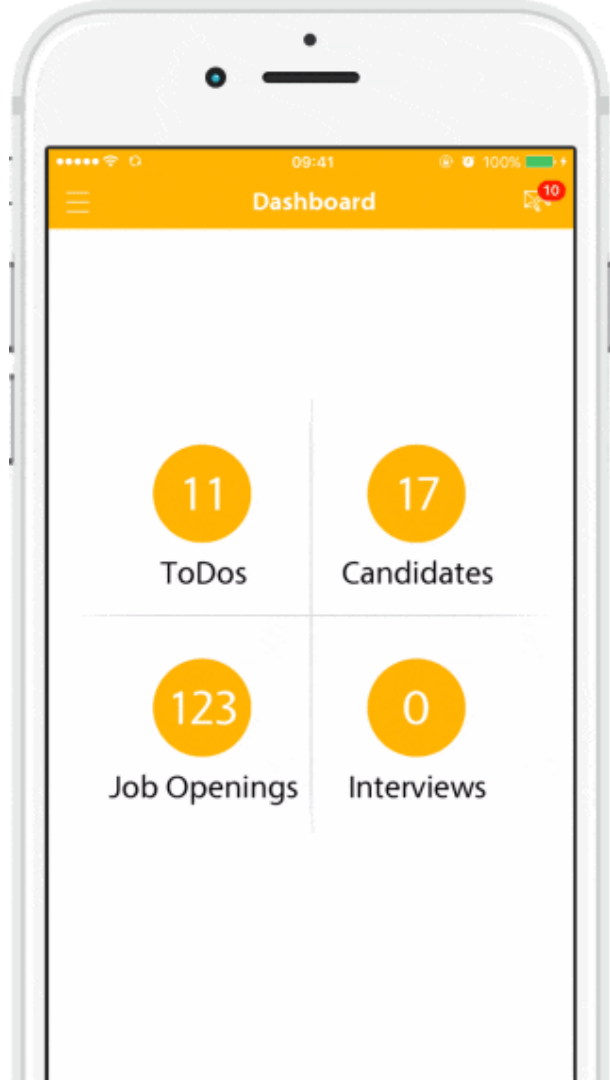 09:41 100%
Dashboard 10
11 17
ToDos Candidates
123 0
Job Openings Interviews